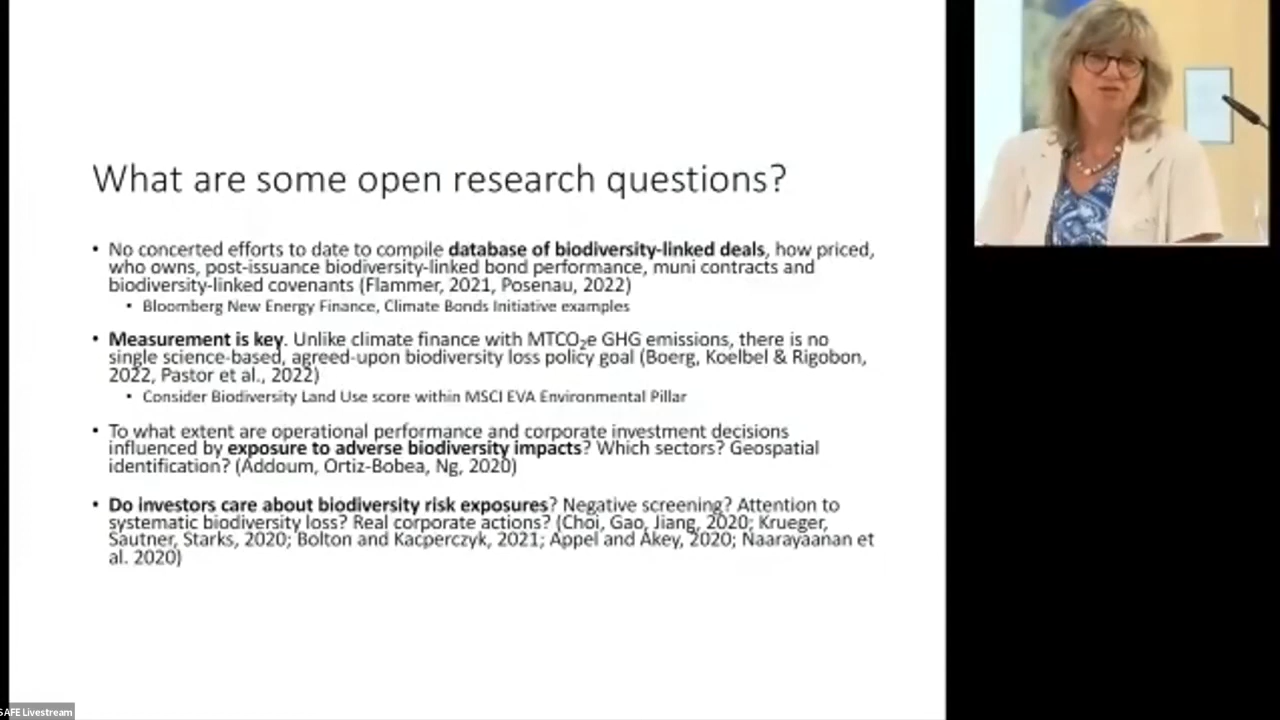 What are some open research questions?
• No concerted efforts to date to compile database of biodiversity-linked deals, how priced,
who owns, post-issuance biodiversity-linked bond performance, muni contracts and
biodiversity-linked covenants (Flammer, 2021, Posenau, 2022)
• Bloomberg New Energy Finance, Climate Bonds Initiative examples
• Measurement is key. Unlike climate finance with MTCO₂e GHG emissions, there is no
single science-based, agreed-upon biodiversity loss policy goal (Boerg, Koelbel & Rigobon,
2022, Pastor et al., 2022)
• Consider Biodiversity Land Use score within MSCI EVA Environmental Pillar
• To what extent are operational performance and corporate investment decisions
influenced by exposure to adverse biodiversity impacts? Which sectors? Geospatial
identification? (Addoum, Ortiz-Bobea, Ng, 2020)
• Do investors care about biodiversity risk exposures? Negative screening? Attention to
systematic biodiversity loss? Real corporate actions? (Choi, Gao, Jiang, 2020; Krueger,
Sautner, Starks, 2020; Bolton and Kacperczyk, 2021; Appel and Akey, 2020; Naarayaanan et
al. 2020)
SAFE Livestream